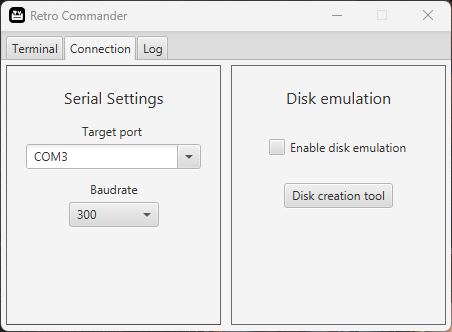 Retro Commander
Terminal Connection Log
Serial Settings
Target port
COM3
Baudrate
300
Disk emulation
Enable disk emulation
Disk creation tool